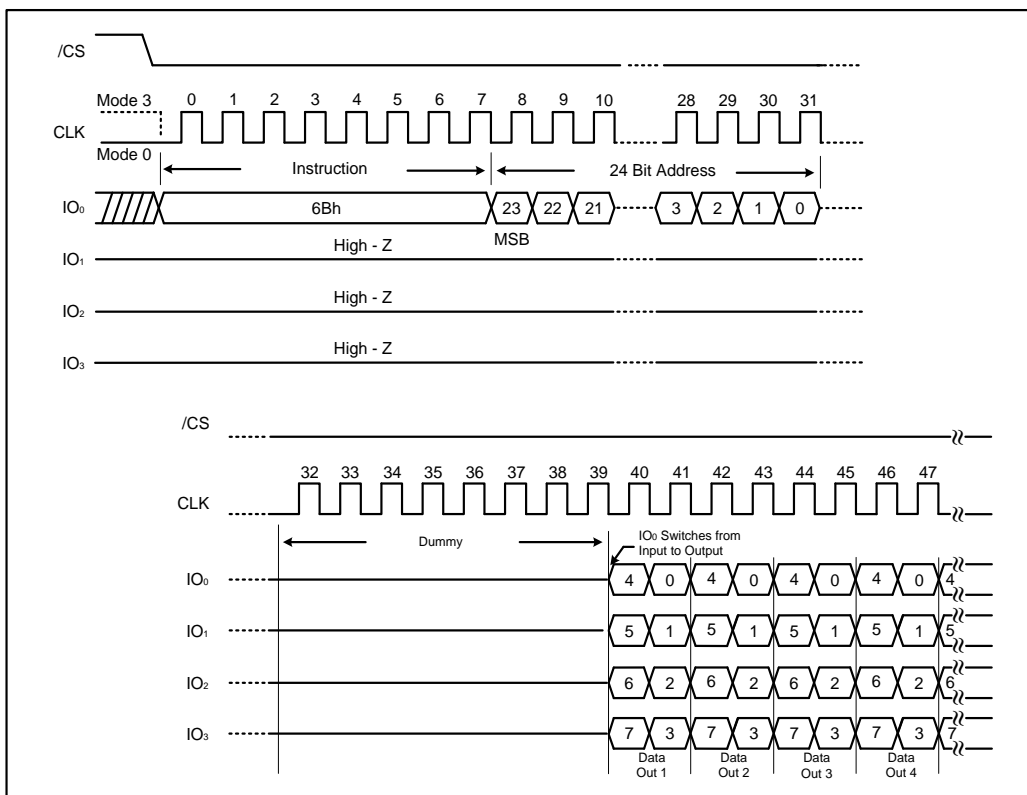 /CS
Mode 3 0 1 2 3 4 5 6 7 8 9 10 28 29 30 31
CLK
Mode 0
Instruction 24 Bit Address
IO₀ 6Bh 23 22 21 3 2 1 0
MSB
High - Z
IO₁
High - Z
IO₂
High - Z
IO₃
/CS
32 33 34 35 36 37 38 39 40 41 42 43 44 45 46 47
CLK
Dummy
IO₀ Switches from
Input to Output
IO₀ 4 0 4 0 4 0 4 0 4
IO₁ 5 1 5 1 5 1 5 1 5
IO₂ 6 2 6 2 6 2 6 2 6
IO₃ 7 3 7 3 7 3 7 3 7
Data Data Data Data
Out 1 Out 2 Out 3 Out 4